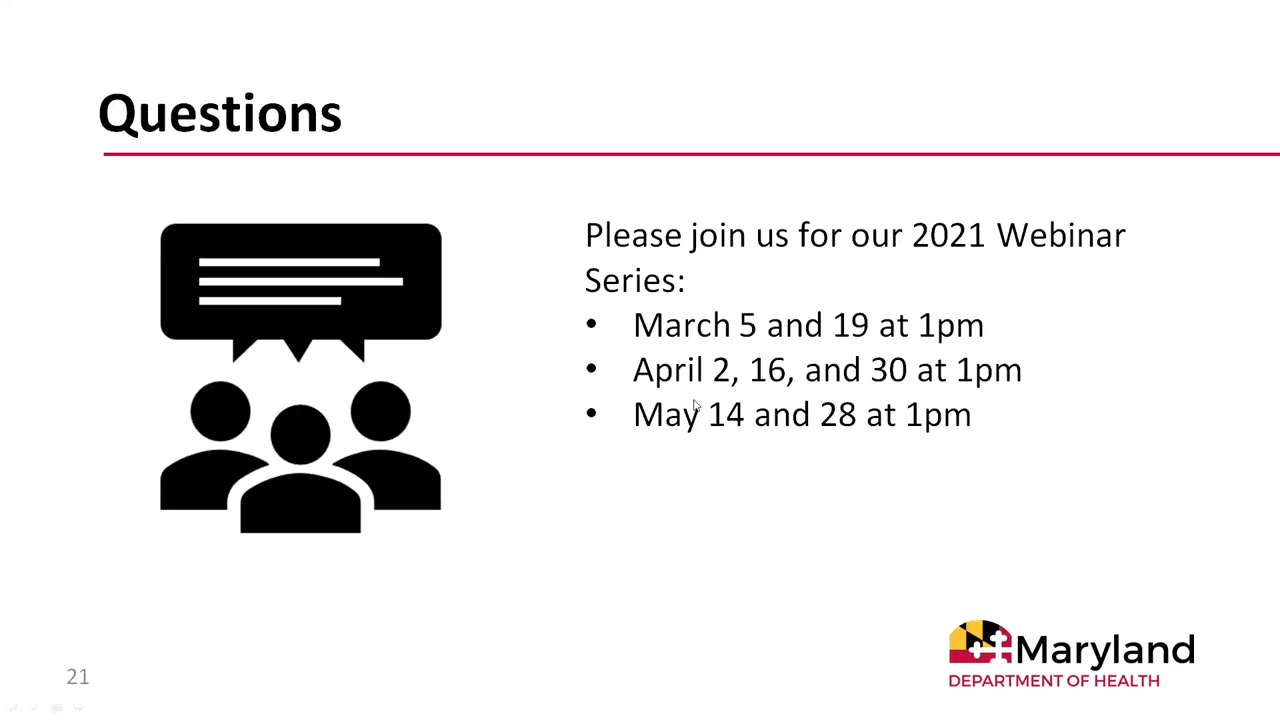 Questions
Please join us for our 2021 Webinar
Series:
• March 5 and 19 at 1pm
• April 2, 16, and 30 at 1pm
• May 14 and 28 at 1pm
21
Maryland
DEPARTMENT OF HEALTH